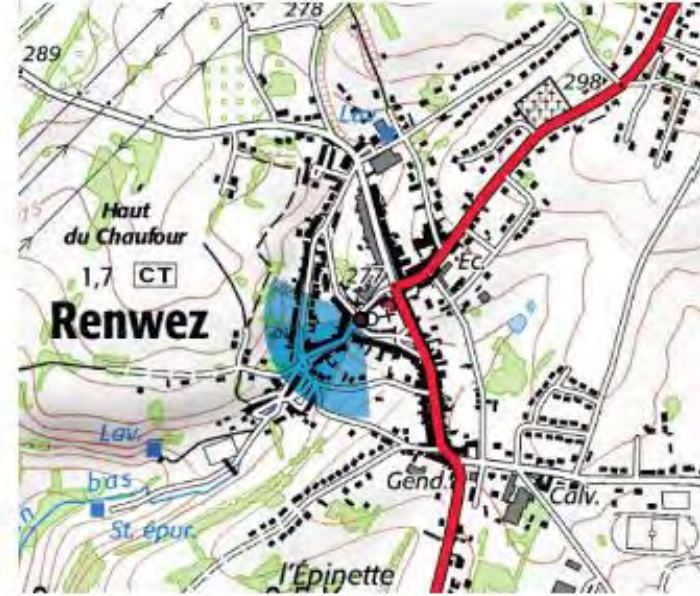 278
289
298
Lav.
Haut
du Chaufour
277
Ec.
1,7 CT
Renwez
Lav.
bas
Gend.
Calv.
St. épur.
l'Épinette